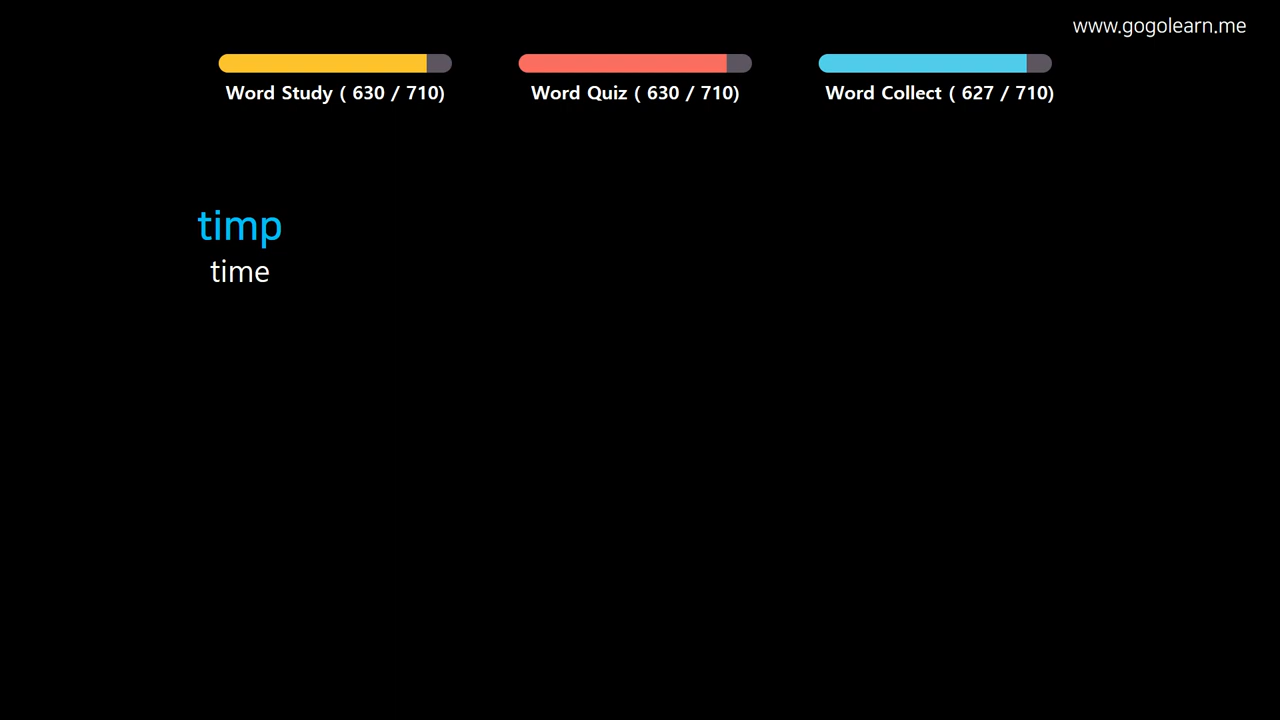 www.gogolearn.me
Word Study ( 630 / 710)
Word Quiz ( 630 / 710)
Word Collect ( 627 / 710)
timp
time